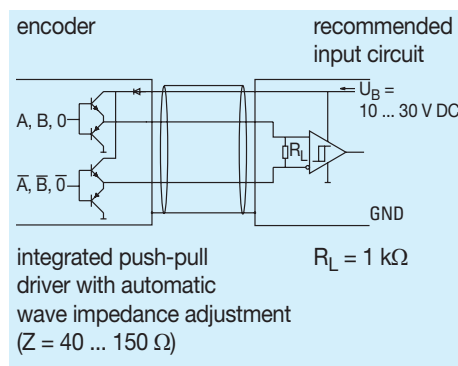 encoder
recommended
input circuit
U_B =
10 ... 30 V DC
A, B, 0
R_L
A̅, B̅, 0̅
GND
integrated push-pull
driver with automatic
wave impedance adjustment
(Z = 40 ... 150 Ω)
R_L = 1 kΩ